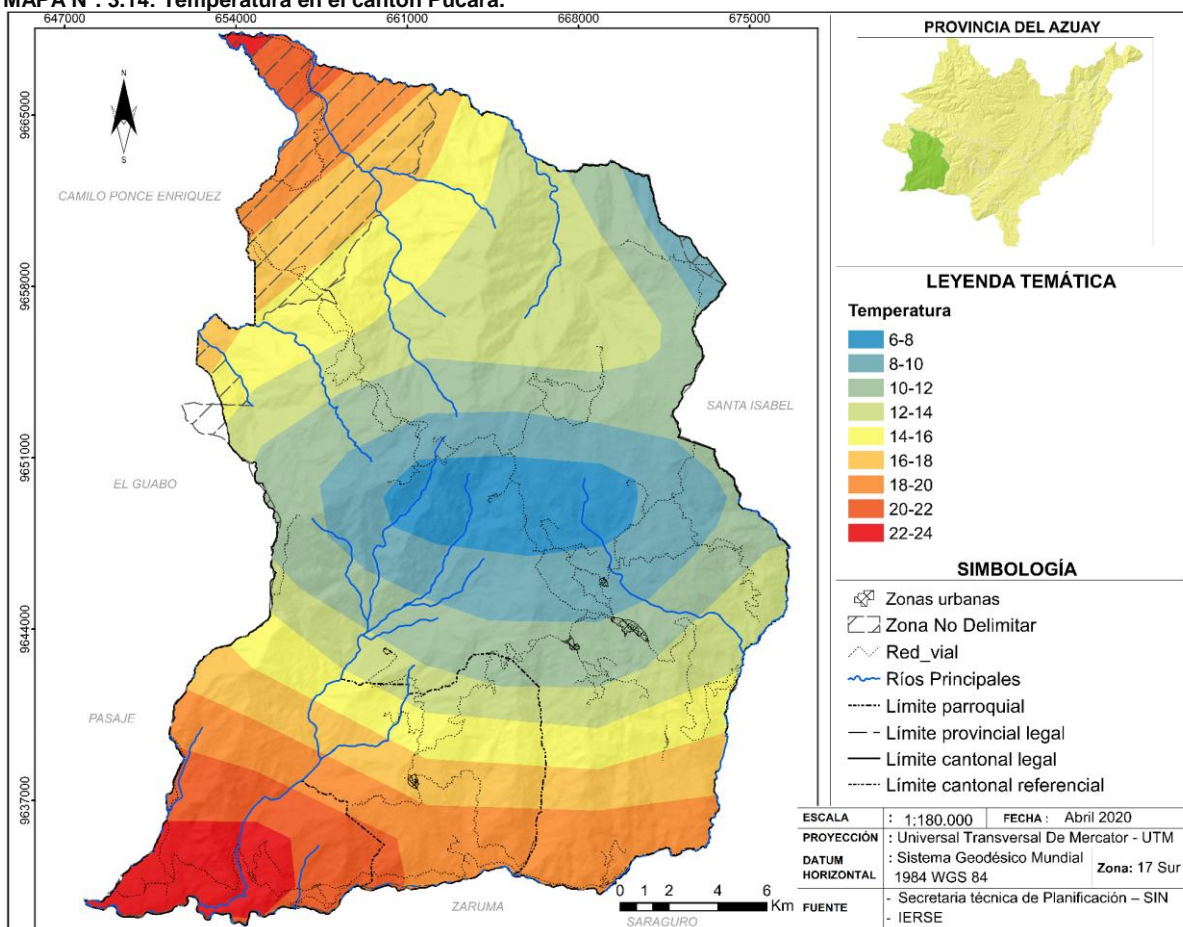 MAPA N°. 3.14: Temperatura en el cantón Pucará.
647000 654000 661000 668000 675000
9665000
9658000
9651000
9644000
9637000
N
S
CAMILO PONCE ENRIQUEZ
SANTA ISABEL
EL GUABO
PASAJE
ZARUMA
SARAGURO
0 1 2 4 6
Km
PROVINCIA DEL AZUAY
LEYENDA TEMÁTICA
Temperatura
6-8
8-10
10-12
12-14
14-16
16-18
18-20
20-22
22-24
SIMBOLOGÍA
Zonas urbanas
Zona No Delimitar
Red_vial
Ríos Principales
Límite parroquial
Límite provincial legal
Límite cantonal legal
Límite cantonal referencial
ESCALA : 1:180.000 FECHA : Abril 2020
PROYECCIÓN : Universal Transversal De Mercator - UTM
DATUM HORIZONTAL : Sistema Geodésico Mundial 1984 WGS 84 Zona: 17 Sur
FUENTE - Secretaria técnica de Planificación – SIN
- IERSE